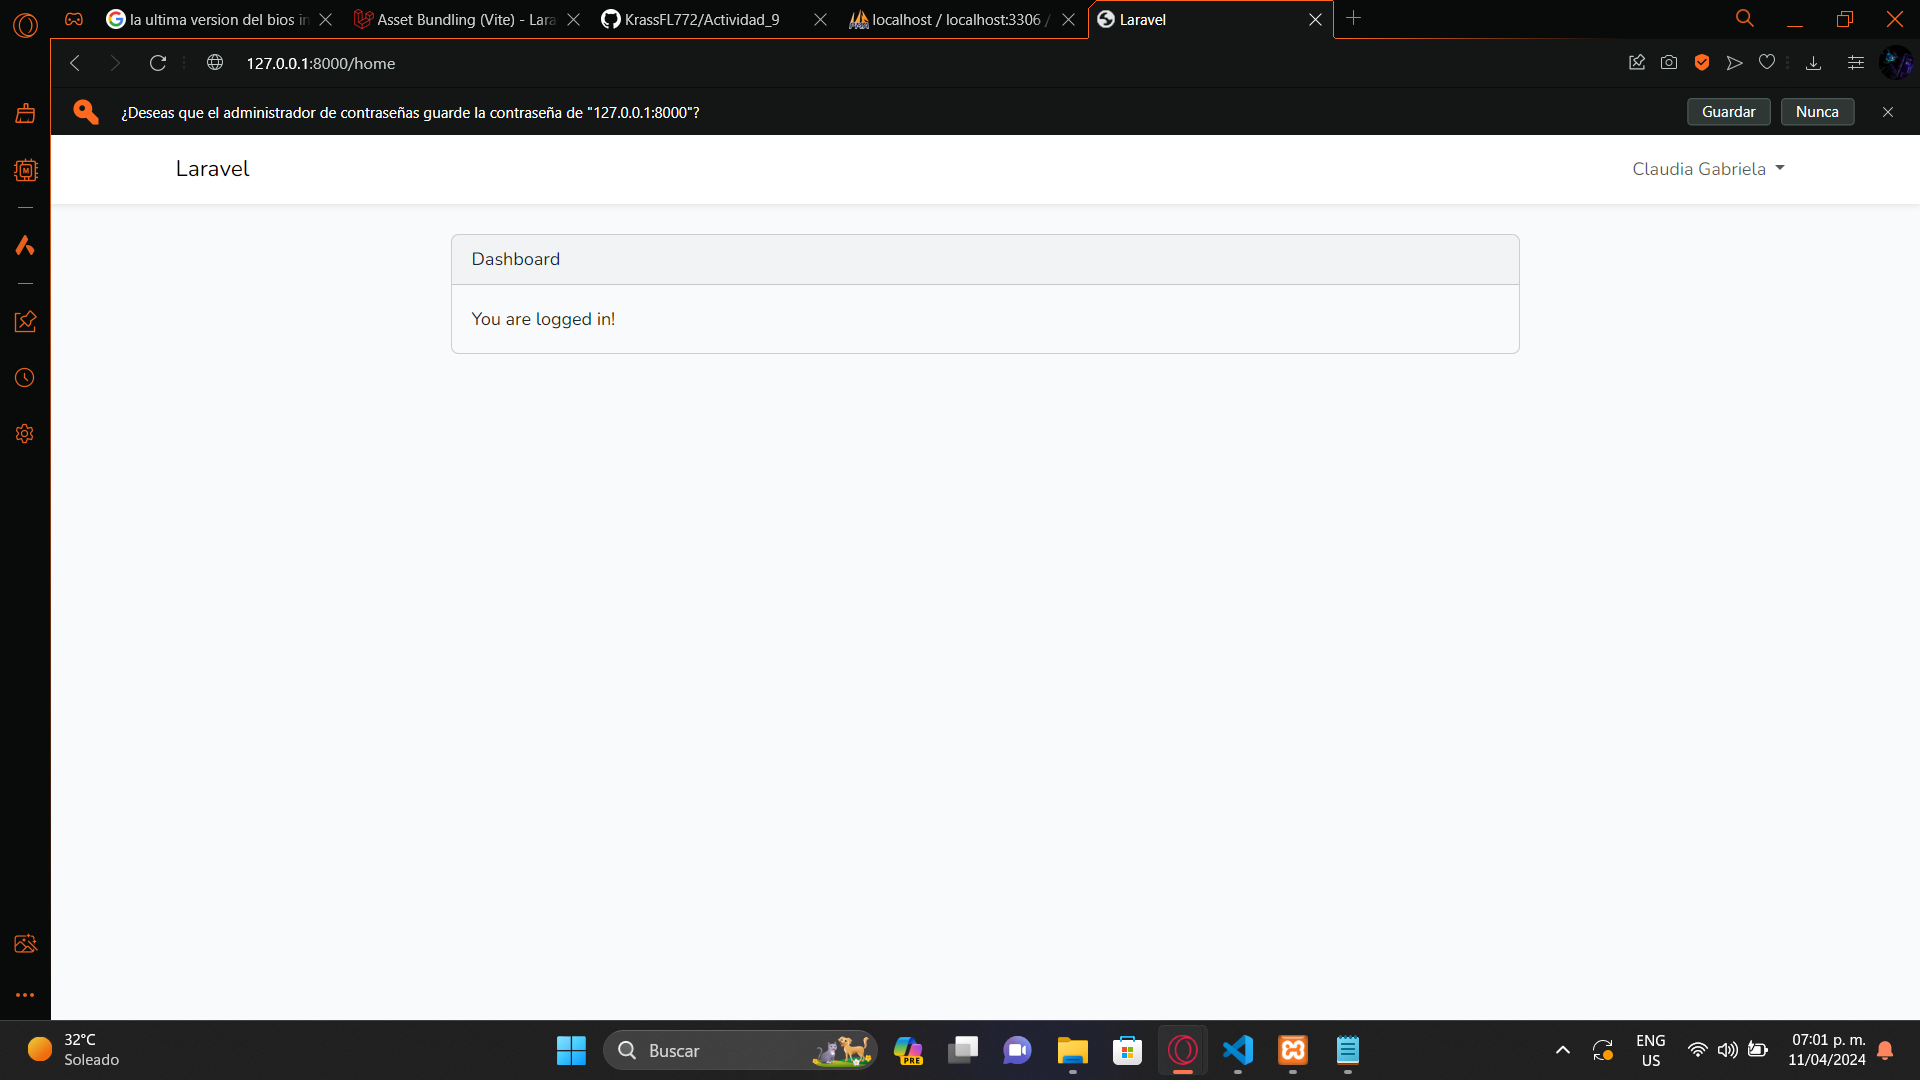 la ultima version del bios in
Asset Bundling (Vite) - Lara
KrassFL772/Actividad_9
localhost / localhost:3306 /
Laravel
127.0.0.1:8000/home
¿Deseas que el administrador de contraseñas guarde la contraseña de "127.0.0.1:8000"?
Guardar
Nunca
Laravel
Claudia Gabriela
Dashboard
You are logged in!
32°C
Soleado
Buscar
PRE
ENG
US
07:01 p. m.
11/04/2024